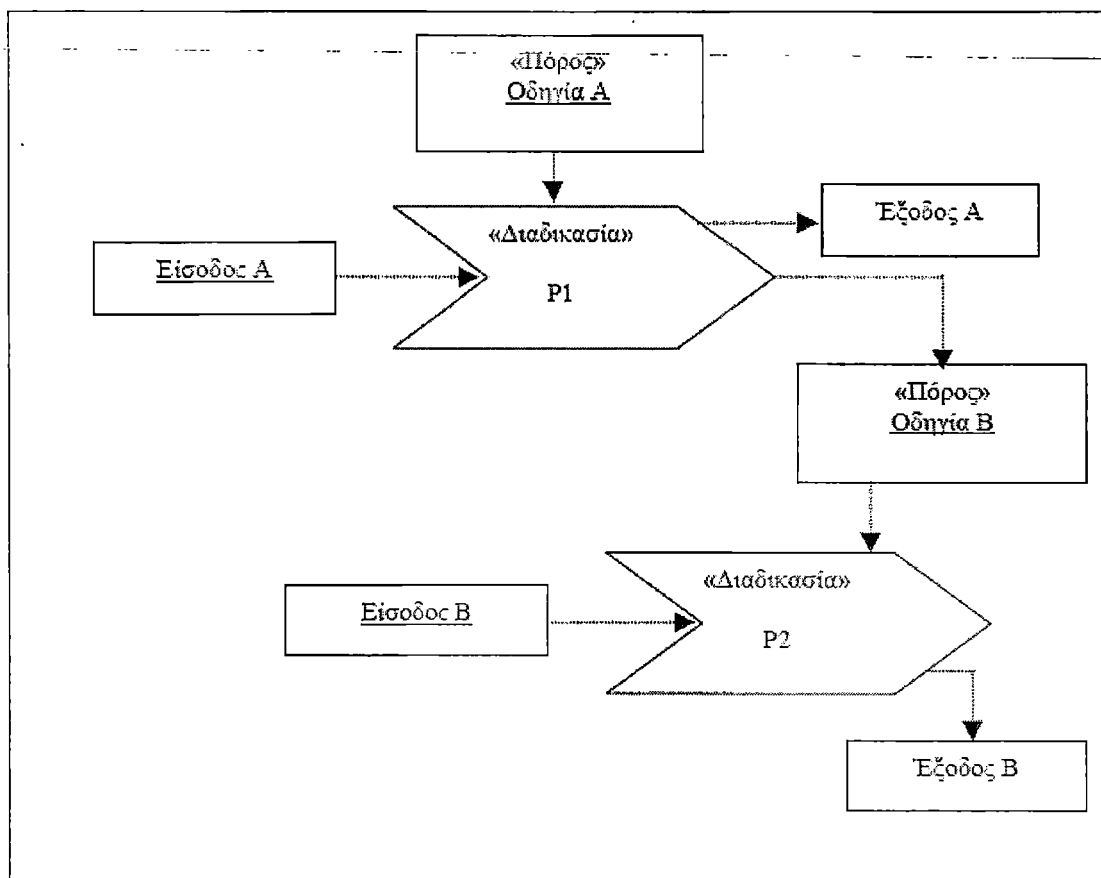 «Πόρος»
Οδηγία Α
Έξοδος Α
«Διαδικασία»
Είσοδος Α
P1
«Πόρος»
Οδηγία Β
«Διαδικασία»
Είσοδος Β
P2
Έξοδος Β